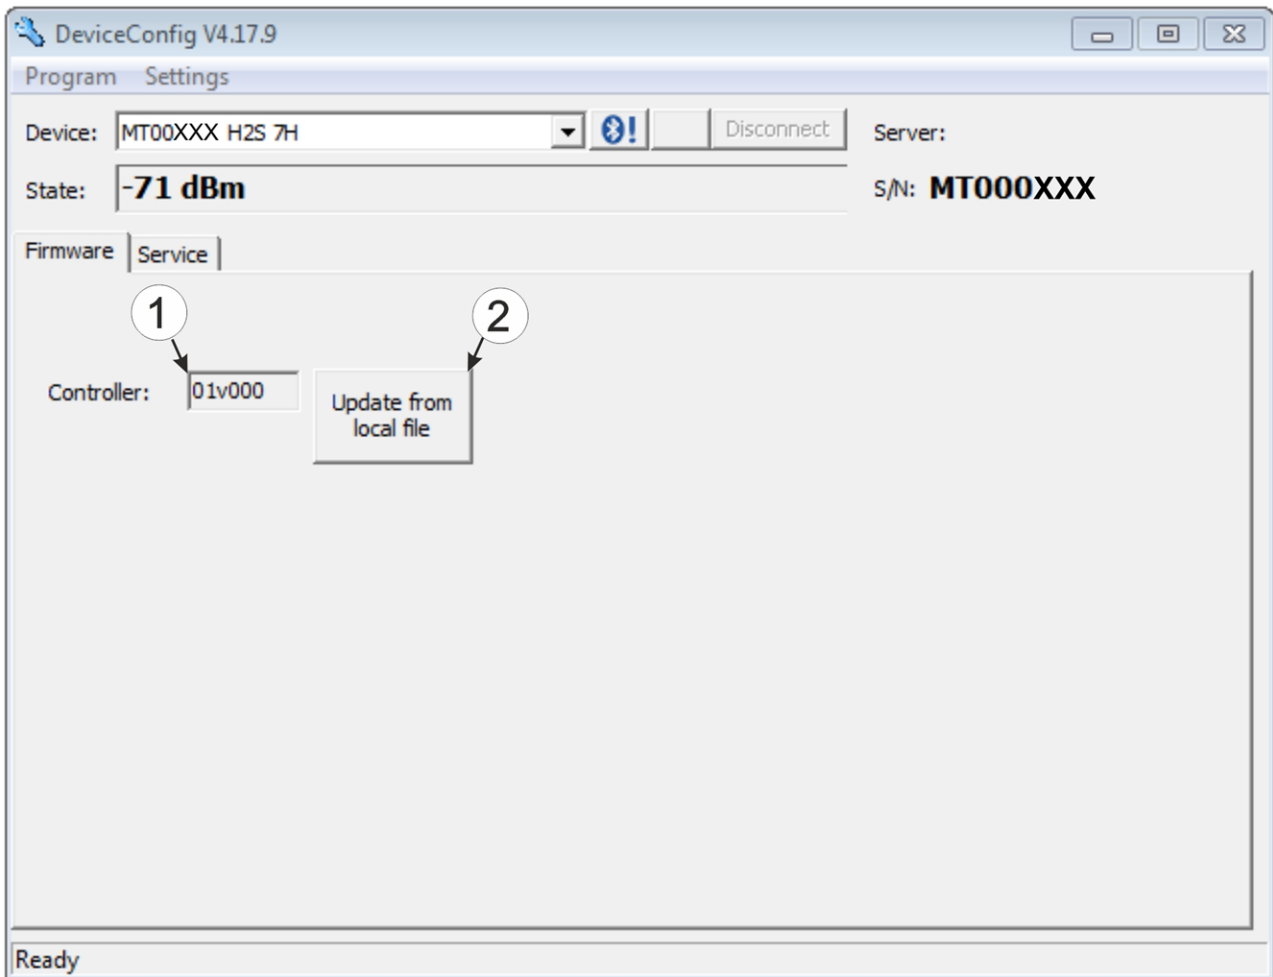 DeviceConfig V4.17.9
Program Settings
Device: MT00XXX H2S 7H Disconnect Server:
State: -71 dBm S/N: MT000XXX
Firmware Service
1 2
Controller: 01v000 Update from
local file
Ready